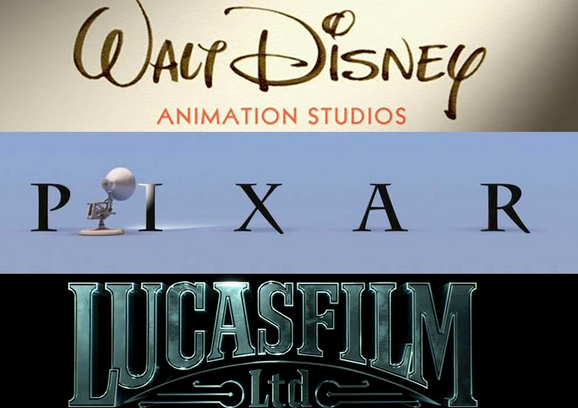 WALT DISNEY
ANIMATION STUDIOS
PIXAR
LUCASFILM
Ltd